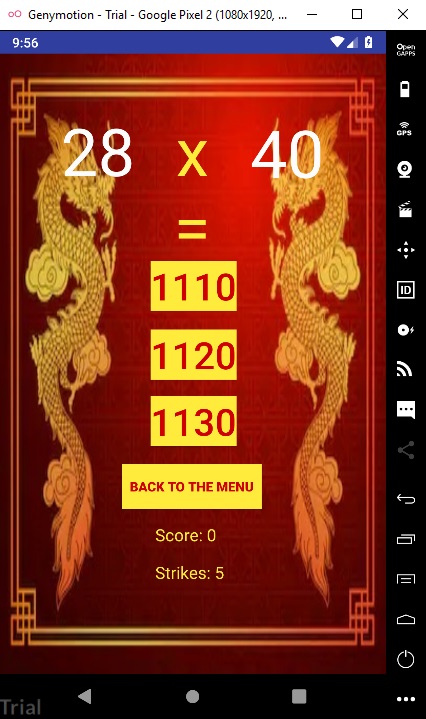 Genymotion - Trial - Google Pixel 2 (1080x1920, ...
9:56
Open
GAPPS
GPS
ID
28 x 40
=
1110
1120
1130
BACK TO THE MENU
Score: 0
Strikes: 5
Trial